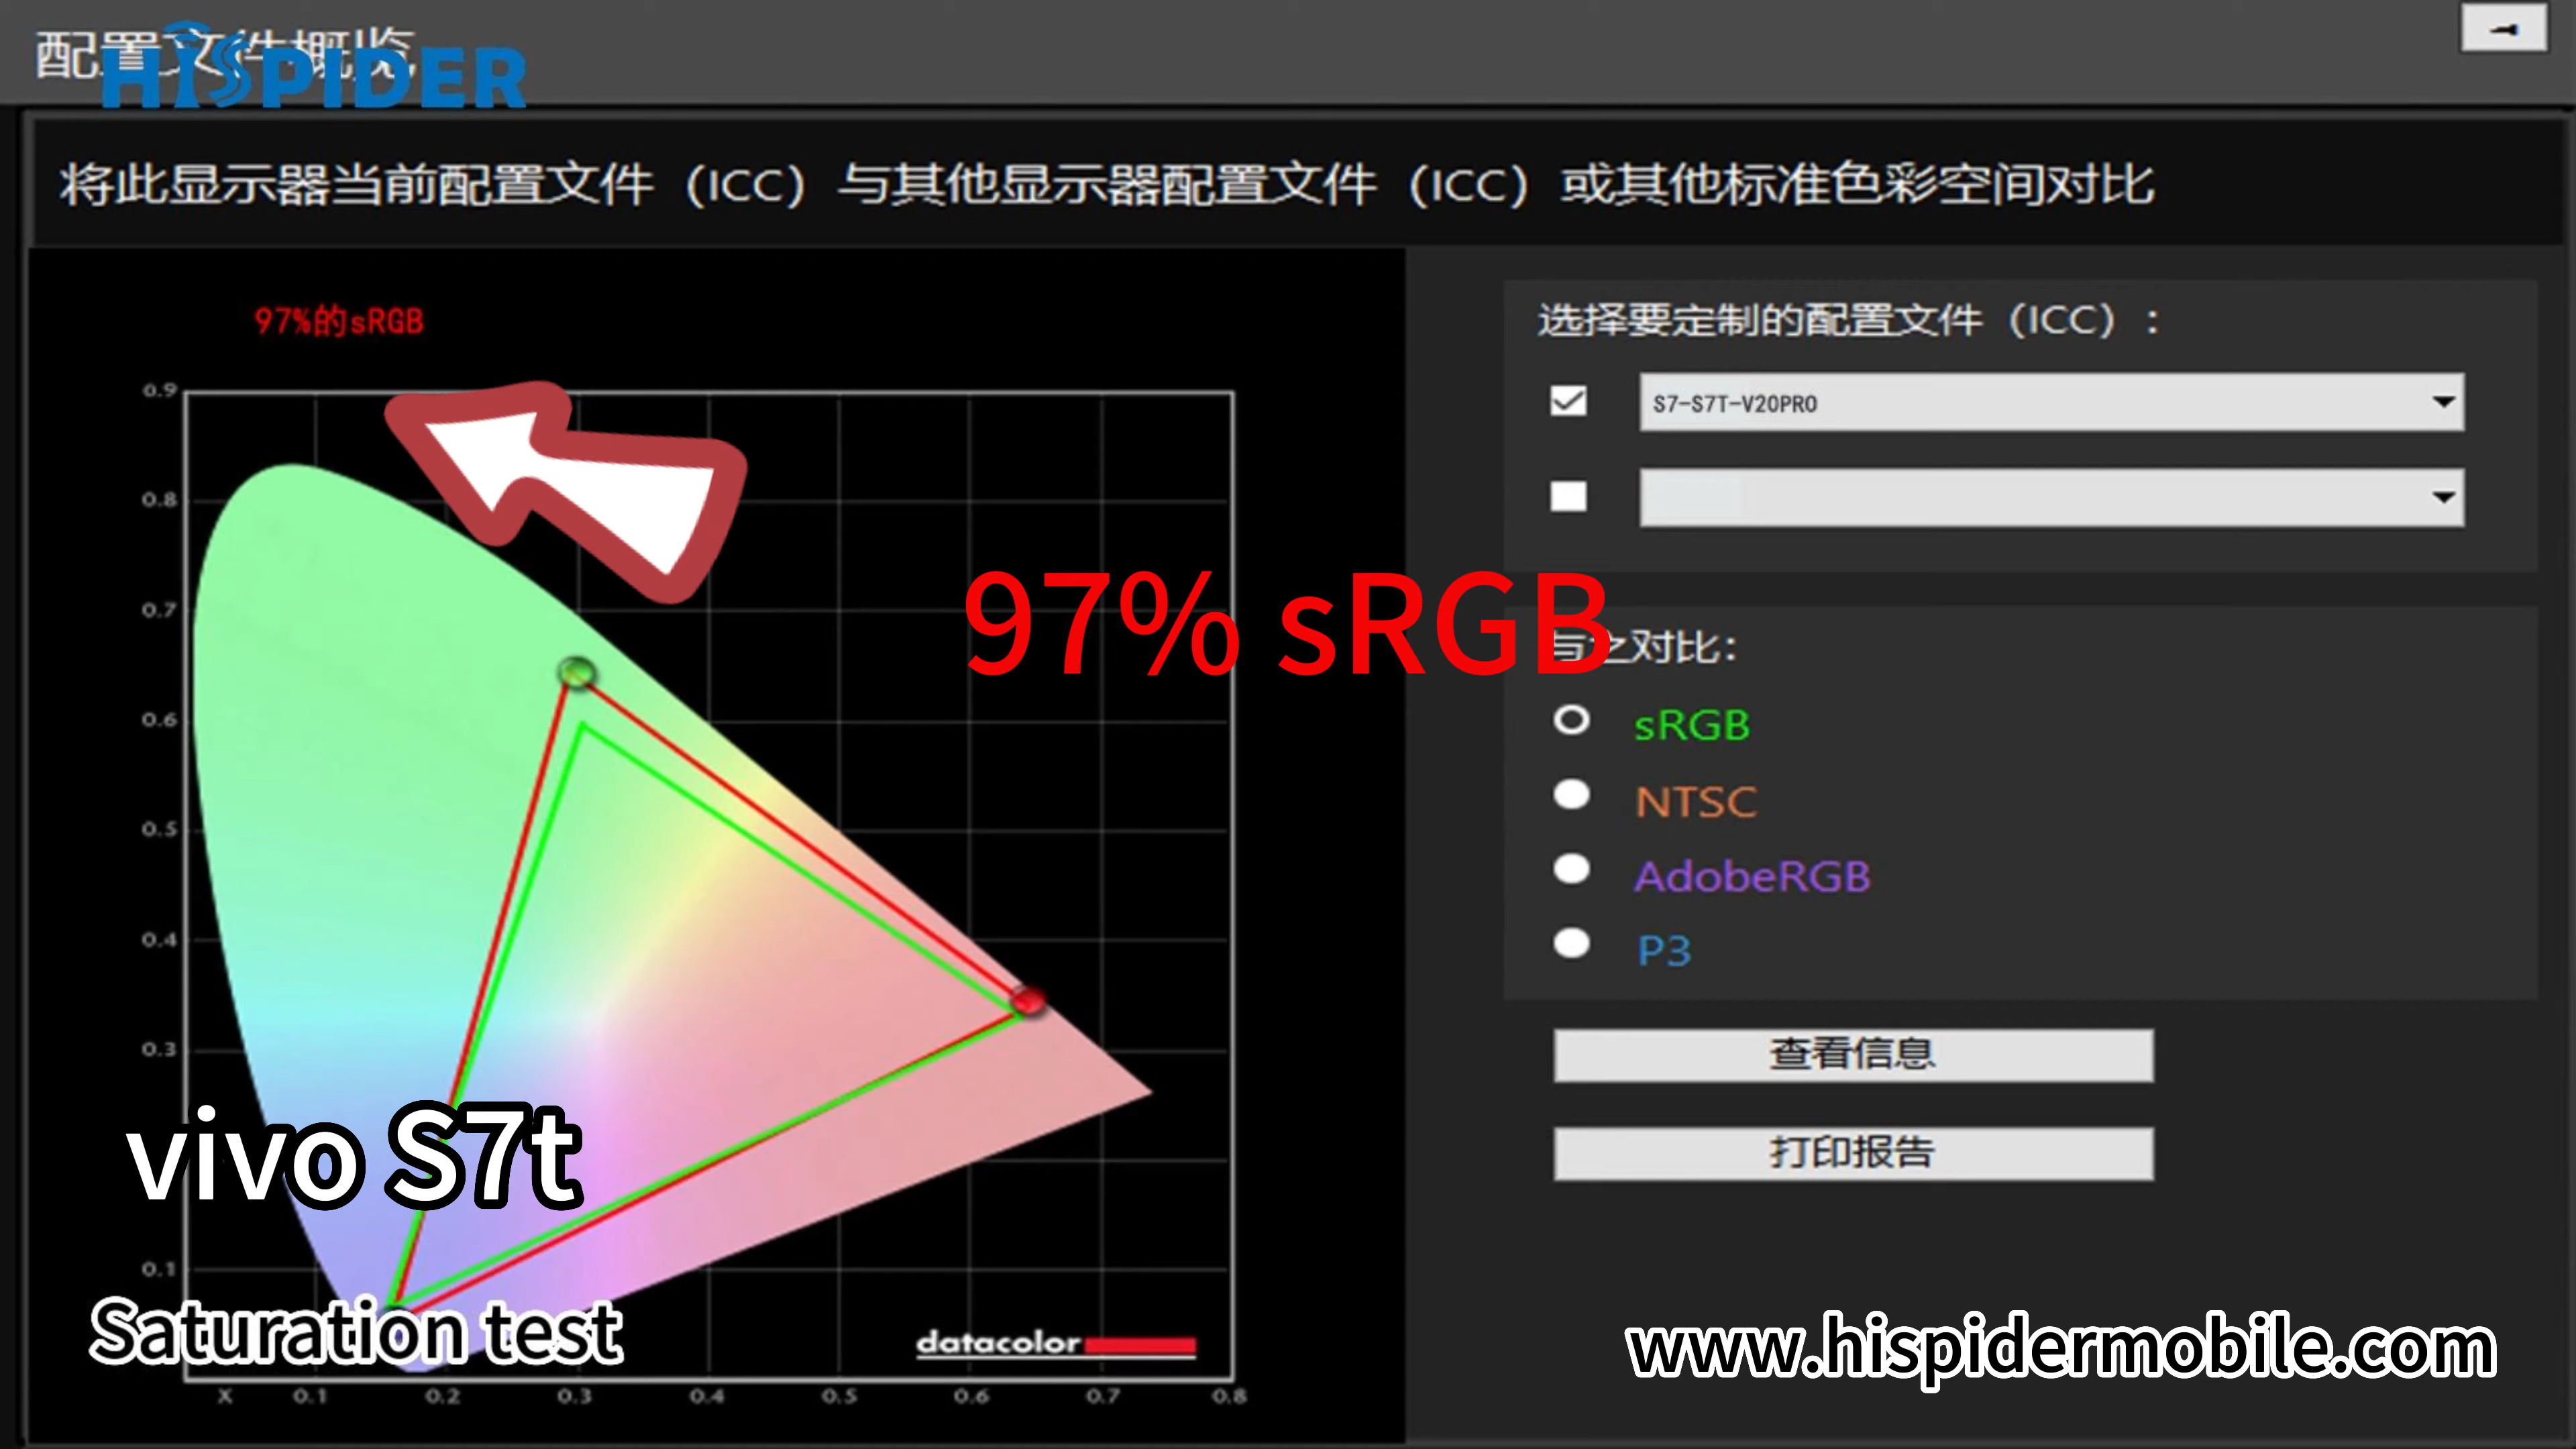 配置文件概览
HiSPIDER
将此显示器当前配置文件（ICC）与其他显示器配置文件（ICC）或其他标准色彩空间对比
97%的sRGB
选择要定制的配置文件（ICC）：
S7-S7T-V20PRO
97% sRGB
与之对比：
sRGB
NTSC
AdobeRGB
P3
查看信息
打印报告
0.9
0.8
0.7
0.6
0.5
0.4
0.3
0.1
vivo S7t
Saturation test
datacolor
www.hispidermobile.com
X 0.1 0.2 0.3 0.4 0.5 0.6 0.7 0.8